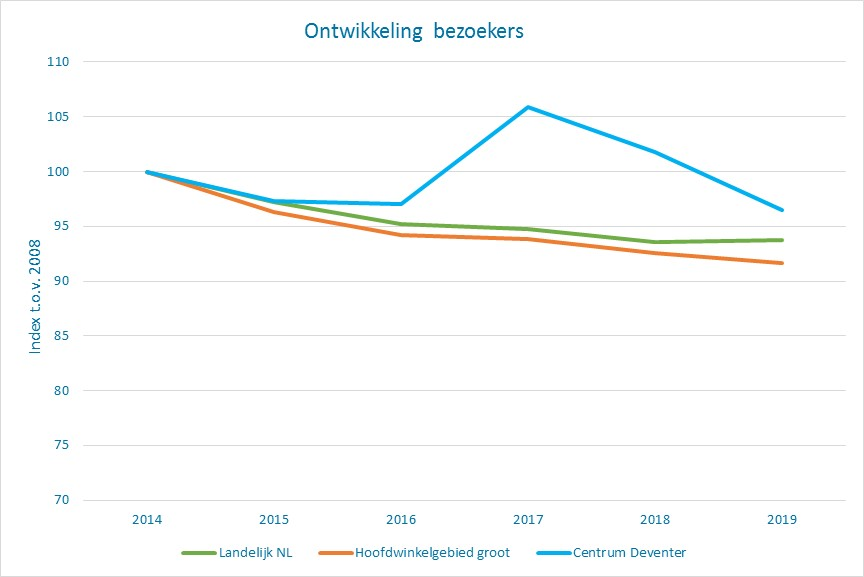 Ontwikkeling bezoekers
110
105
100
95
90
85
80
75
70
Index t.o.v. 2008
2014 2015 2016 2017 2018 2019
Landelijk NL Hoofdwinkelgebied groot Centrum Deventer